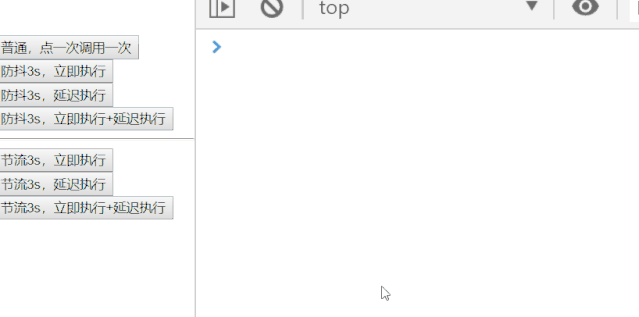 top
普通，点一次调用一次
防抖3s，立即执行
防抖3s，延迟执行
防抖3s，立即执行+延迟执行
节流3s，立即执行
节流3s，延迟执行
节流3s，立即执行+延迟执行